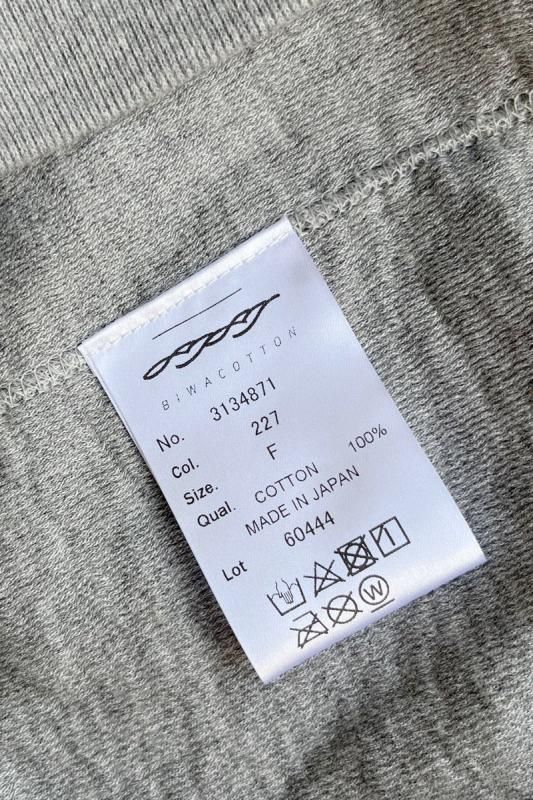 BIWACOTTON
No. 3134871
Col. 227
Size. F
Qual. COTTON 100%
MADE IN JAPAN
Lot 60444
W